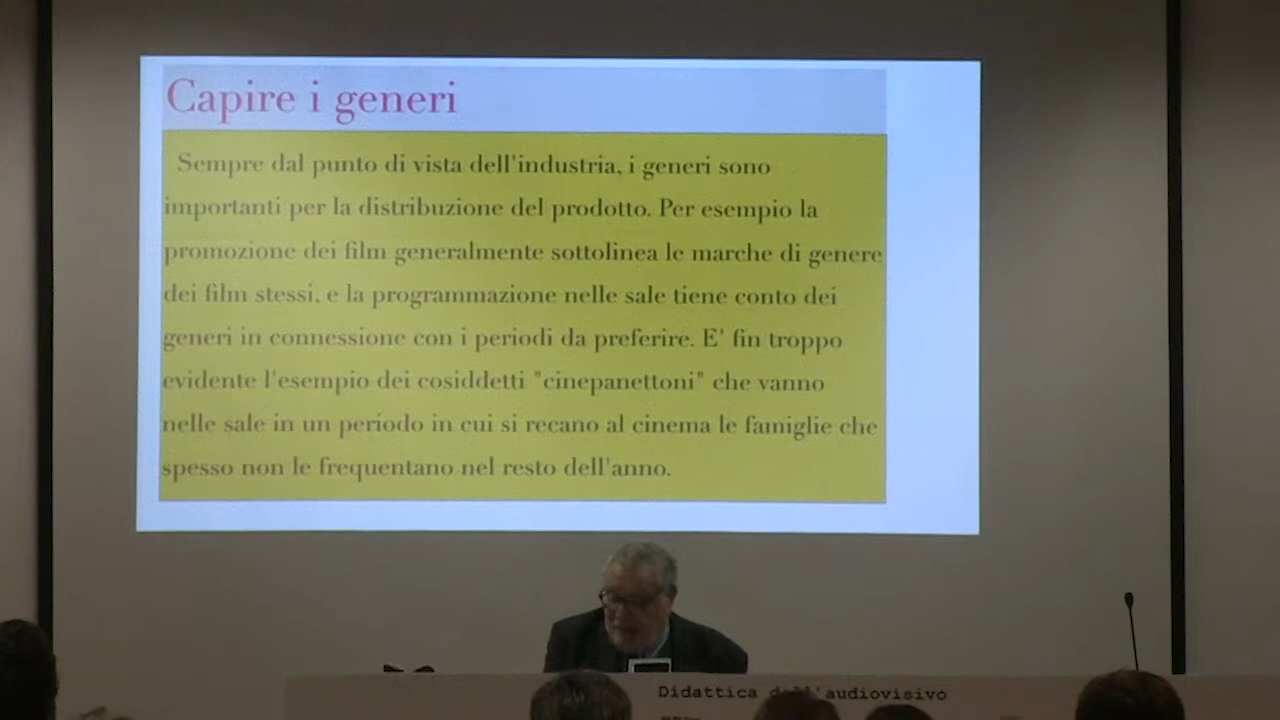 Capire i generi
Sempre dal punto di vista dell'industria, i generi sono
importanti per la distribuzione del prodotto. Per esempio la
promozione dei film generalmente sottolinea le marche di genere
dei film stessi, e la programmazione nelle sale tiene conto dei
generi in connessione con i periodi da preferire. E' fin troppo
evidente l'esempio dei cosiddetti "cinepanettoni" che vanno
nelle sale in un periodo in cui si recano al cinema le famiglie che
spesso non le frequentano nel resto dell'anno.
Didattica dell'audiovisivo